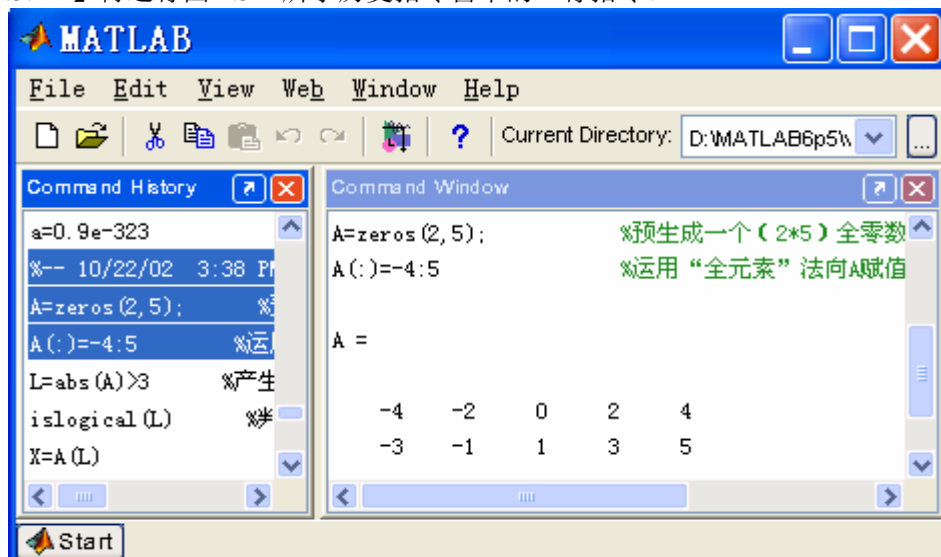 MATLAB
File Edit View Web Window Help
Current Directory: D:\MATLAB6p5\w
Command History
a=0.9e-323
%-- 10/22/02 3:38 PM
A=zeros(2,5);
A(:)=-4:5 %运用
L=abs(A)>3 %产生
islogical(L) %判
X=A(L)
Command Window
A=zeros(2,5); %预生成一个(2*5)全零数
A(:)=-4:5 %运用“全元素”法向A赋值
A =
-4 -2 0 2 4
-3 -1 1 3 5
Start